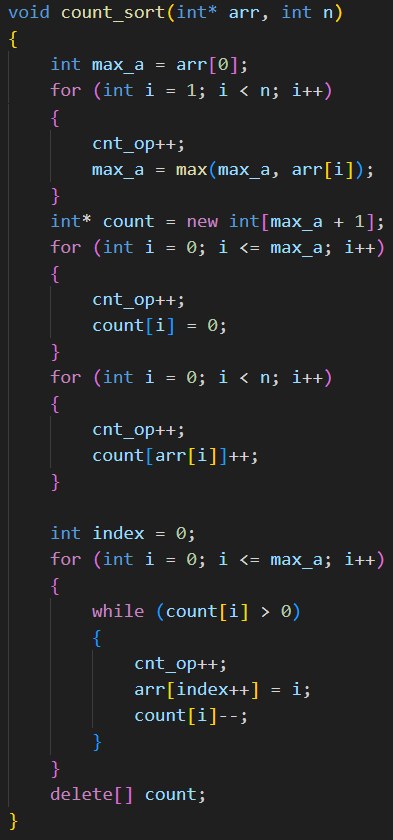 void count_sort(int* arr, int n)
{
    int max_a = arr[0];
    for (int i = 1; i < n; i++)
    {
        cnt_op++;
        max_a = max(max_a, arr[i]);
    }
    int* count = new int[max_a + 1];
    for (int i = 0; i <= max_a; i++)
    {
        cnt_op++;
        count[i] = 0;
    }
    for (int i = 0; i < n; i++)
    {
        cnt_op++;
        count[arr[i]]++;
    }

    int index = 0;
    for (int i = 0; i <= max_a; i++)
    {
        while (count[i] > 0)
        {
            cnt_op++;
            arr[index++] = i;
            count[i]--;
        }
    }
    delete[] count;
}